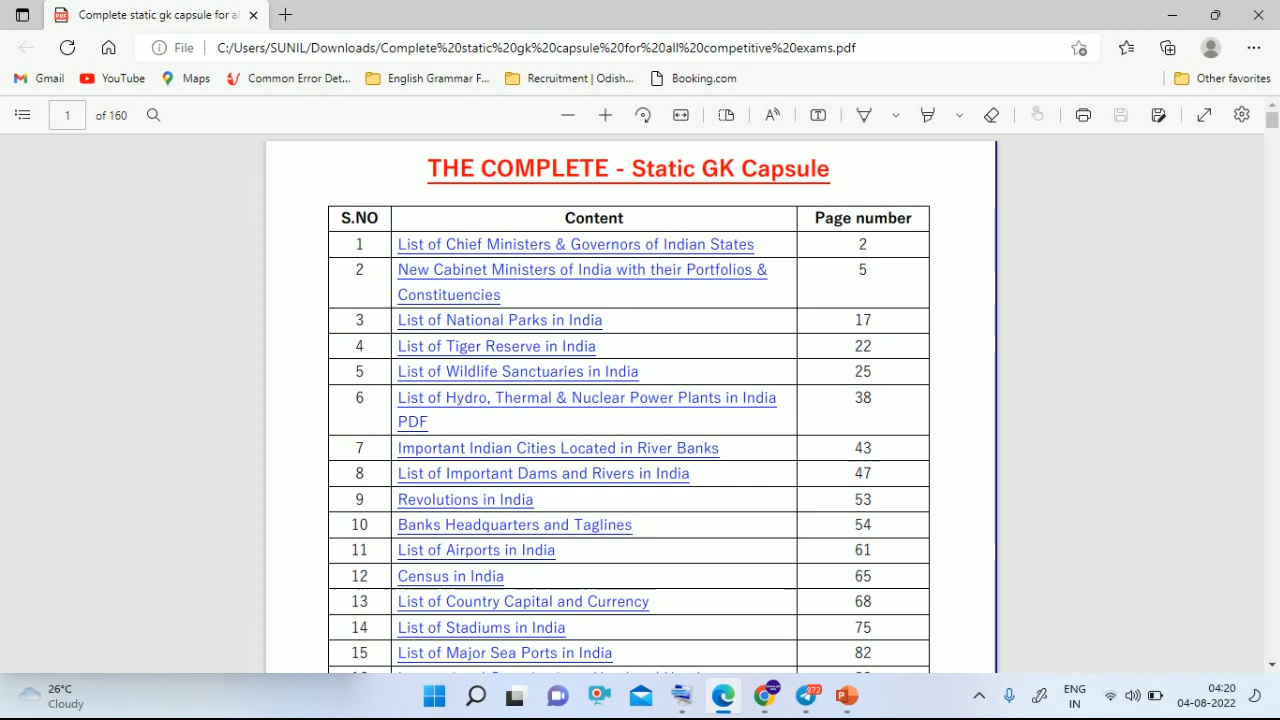 Complete static gk capsule for al
File C:/Users/SUNIL/Downloads/Complete%20static%20gk%20capsule%20for%20all%20competitive%20exams.pdf
Gmail YouTube Maps Common Error Det... English Grammar F... Recruitment | Odish... Booking.com Other favorites
1 of 160
THE COMPLETE - Static GK Capsule
S.NO Content Page number
1 List of Chief Ministers & Governors of Indian States 2
2 New Cabinet Ministers of India with their Portfolios & 5
Constituencies
3 List of National Parks in India 17
4 List of Tiger Reserve in India 22
5 List of Wildlife Sanctuaries in India 25
6 List of Hydro, Thermal & Nuclear Power Plants in India 38
PDF
7 Important Indian Cities Located in River Banks 43
8 List of Important Dams and Rivers in India 47
9 Revolutions in India 53
10 Banks Headquarters and Taglines 54
11 List of Airports in India 61
12 Census in India 65
13 List of Country Capital and Currency 68
14 List of Stadiums in India 75
15 List of Major Sea Ports in India 82
26°C ENG 04:20
Cloudy 972 IN 04-08-2022